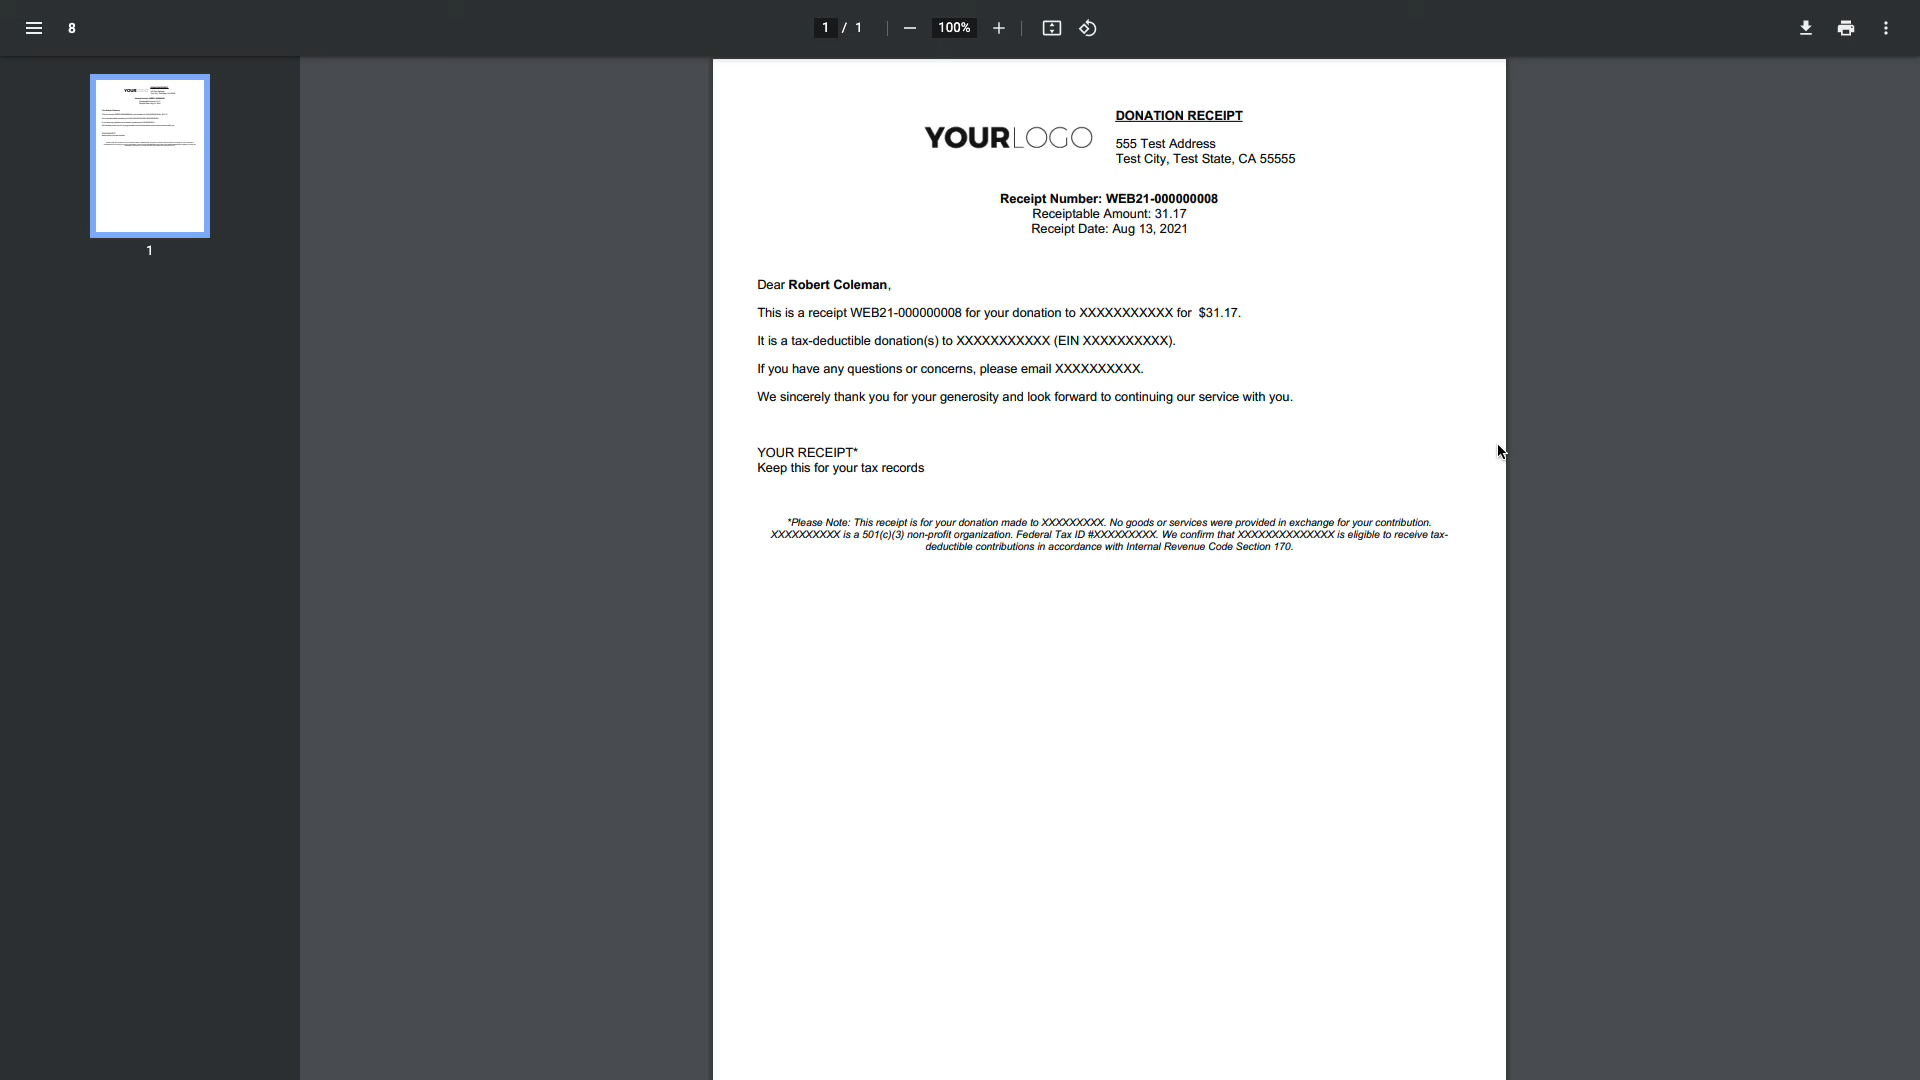 8
1 / 1
100%
1
YOURLOGO
DONATION RECEIPT
555 Test Address
Test City, Test State, CA 55555
Receipt Number: WEB21-000000008
Receiptable Amount: 31.17
Receipt Date: Aug 13, 2021
Dear Robert Coleman,
This is a receipt WEB21-000000008 for your donation to XXXXXXXXXXX for  $31.17.
It is a tax-deductible donation(s) to XXXXXXXXXXX (EIN XXXXXXXXXX).
If you have any questions or concerns, please email XXXXXXXXXX.
We sincerely thank you for your generosity and look forward to continuing our service with you.
YOUR RECEIPT*
Keep this for your tax records
*Please Note: This receipt is for your donation made to XXXXXXXXX. No goods or services were provided in exchange for your contribution.
XXXXXXXXXX is a 501(c)(3) non-profit organization. Federal Tax ID #XXXXXXXXX. We confirm that XXXXXXXXXXXXXX is eligible to receive tax-
deductible contributions in accordance with Internal Revenue Code Section 170.